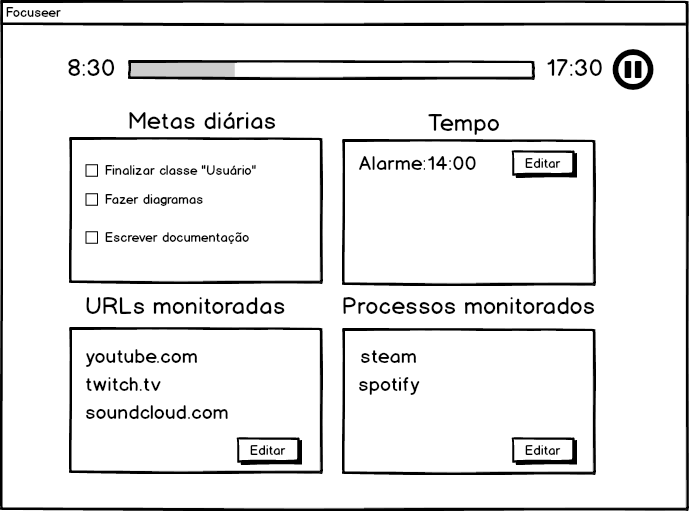 Focuseer
8:30
17:30
Metas diárias
Finalizar classe "Usuário"
Fazer diagramas
Escrever documentação
Tempo
Alarme:14:00
Editar
URLs monitoradas
youtube.com
twitch.tv
soundcloud.com
Editar
Processos monitorados
steam
spotify
Editar